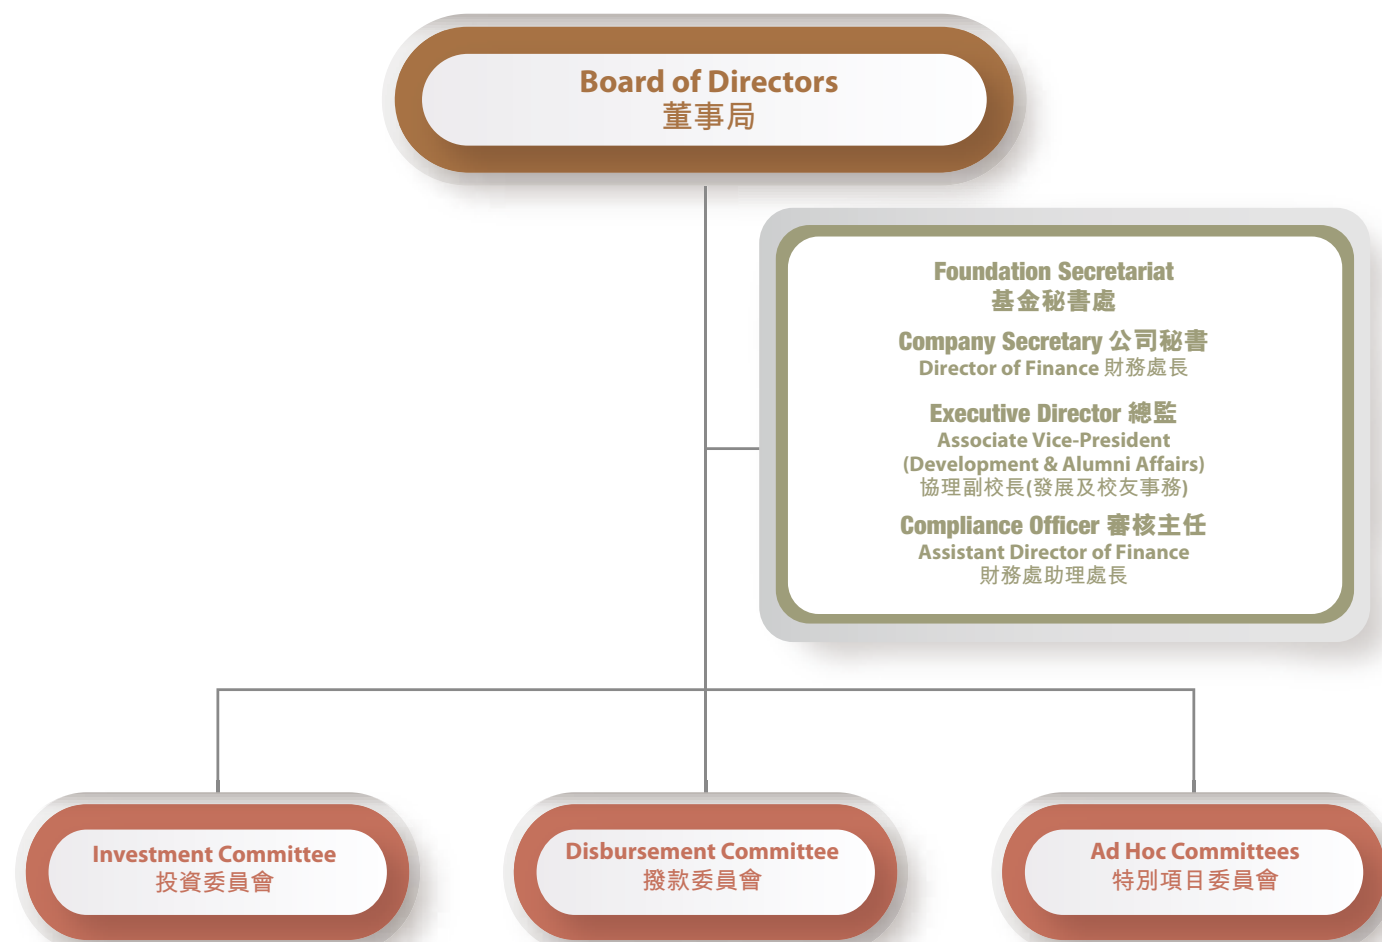 Board of Directors
董事局
Foundation Secretariat
基金秘書處
Company Secretary 公司秘書
Director of Finance 財務處長
Executive Director 總監
Associate Vice-President
(Development & Alumni Affairs)
協理副校長(發展及校友事務)
Compliance Officer 審核主任
Assistant Director of Finance
財務處助理處長
Investment Committee
投資委員會
Disbursement Committee
撥款委員會
Ad Hoc Committees
特別項目委員會